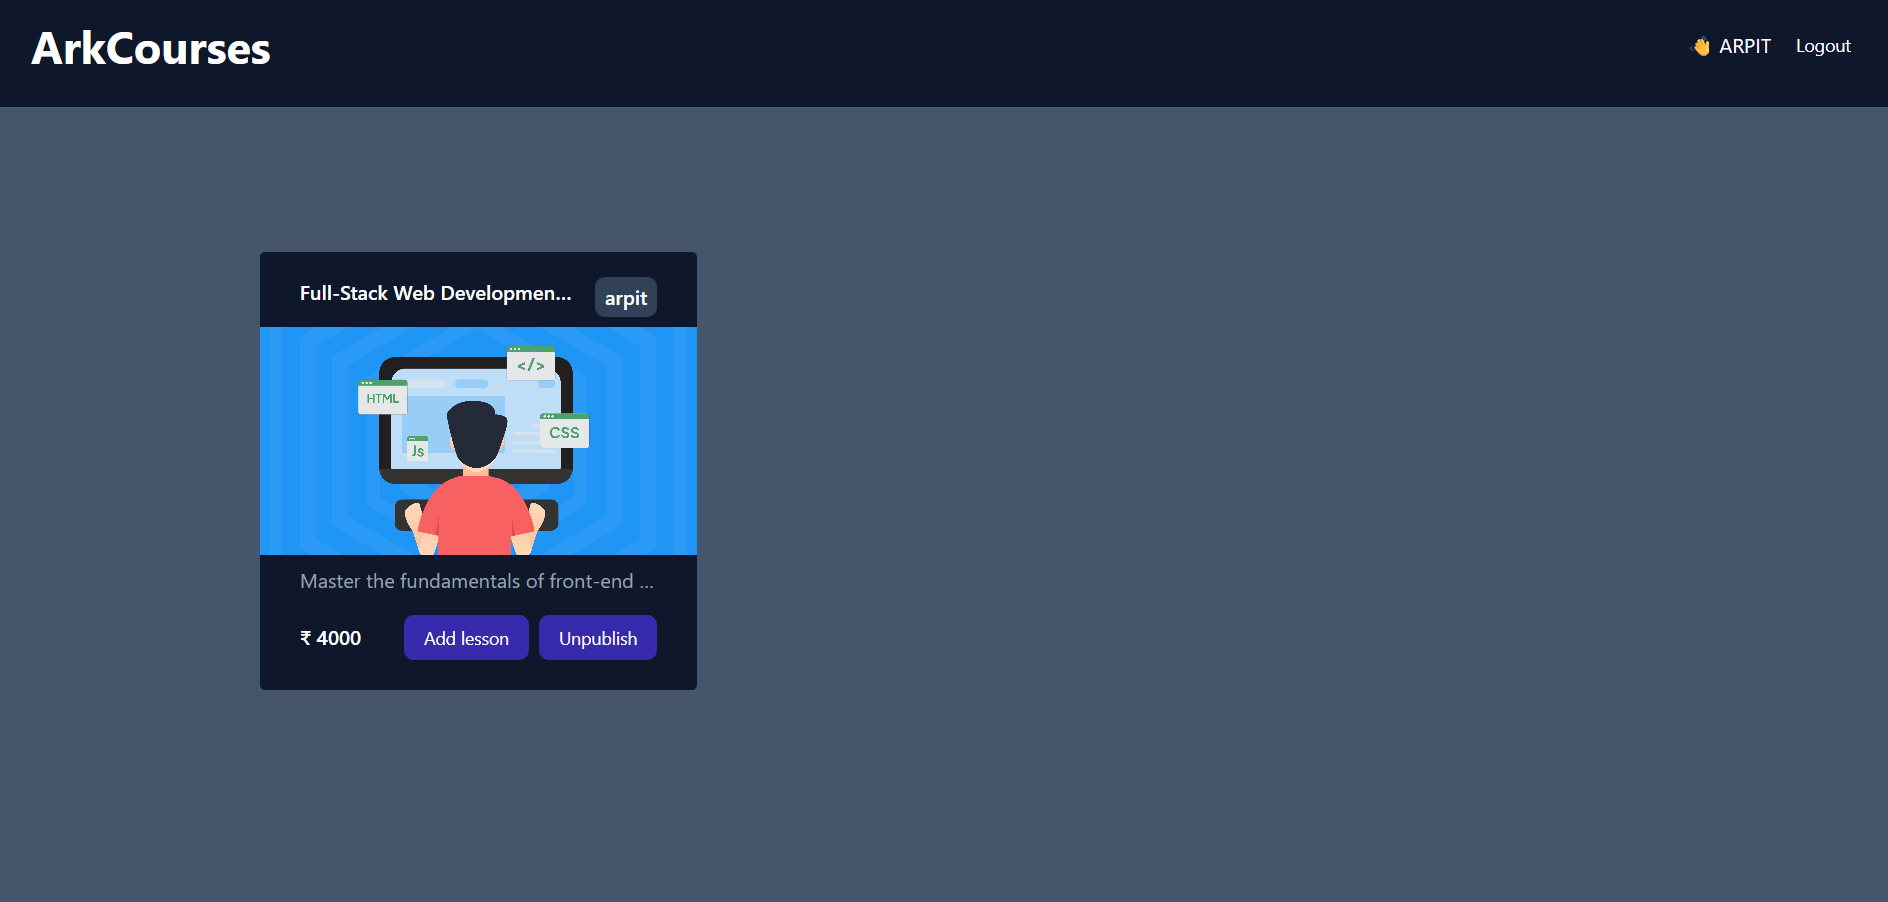 ArkCourses
👋 ARPIT Logout
Full-Stack Web Developmen...
arpit
</>
HTML
CSS
Js
Master the fundamentals of front-end ...
₹ 4000 Add lesson Unpublish